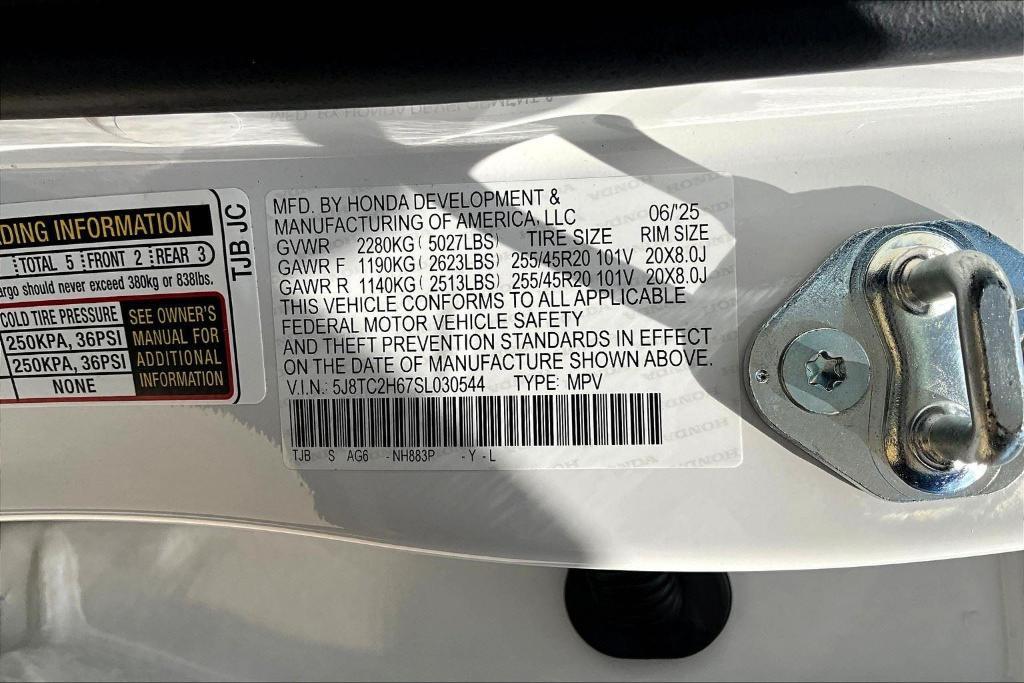 DING INFORMATION
TOTAL 5 FRONT 2 REAR 3
argo should never exceed 380kg or 838lbs.
COLD TIRE PRESSURE
250KPA, 36PSI
250KPA, 36PSI
NONE
SEE OWNER'S
MANUAL FOR
ADDITIONAL
INFORMATION
TJB JC
MFD. BY HONDA DEVELOPMENT &
MANUFACTURING OF AMERICA, LLC 06/'25
GVWR 2280KG ( 5027LBS) TIRE SIZE RIM SIZE
GAWR F 1190KG ( 2623LBS) 255/45R20 101V 20X8.0J
GAWR R 1140KG ( 2513LBS) 255/45R20 101V 20X8.0J
THIS VEHICLE CONFORMS TO ALL APPLICABLE
FEDERAL MOTOR VEHICLE SAFETY
AND THEFT PREVENTION STANDARDS IN EFFECT
ON THE DATE OF MANUFACTURE SHOWN ABOVE.
V.I.N.: 5J8TC2H67SL030544 TYPE: MPV
TJB S AG6 -NH883P -Y-L